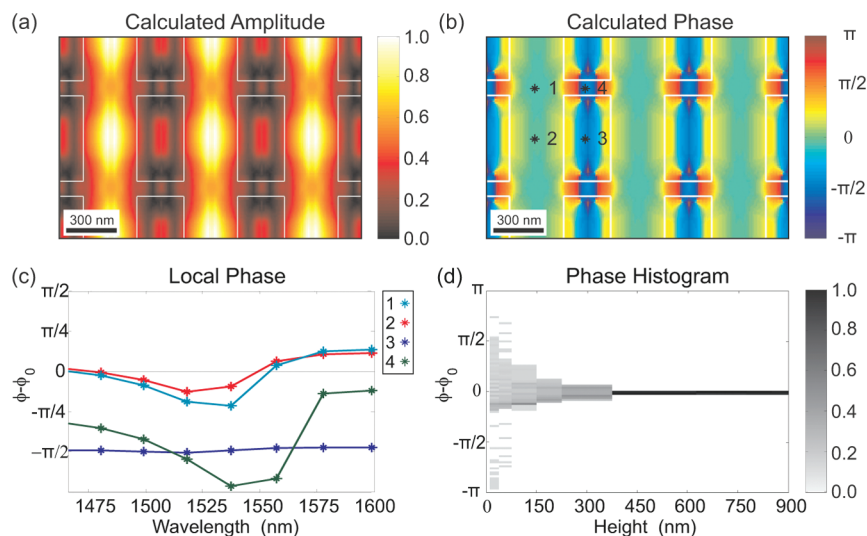 (a) Calculated Amplitude
1.0
0.8
0.6
0.4
0.2
0.0
300 nm
(b) Calculated Phase
π
π/2
0
-π/2
-π
1
4
2
3
300 nm
(c) Local Phase
π/2
π/4
0
-π/4
−π/2
ϕ-ϕ0
1475 1500 1525 1550 1575 1600
Wavelength (nm)
1
2
3
4
(d) Phase Histogram
π
π/2
0
-π/2
-π
ϕ-ϕ0
0 150 300 450 600 750 900
Height (nm)
1.0
0.8
0.6
0.4
0.2
0.0